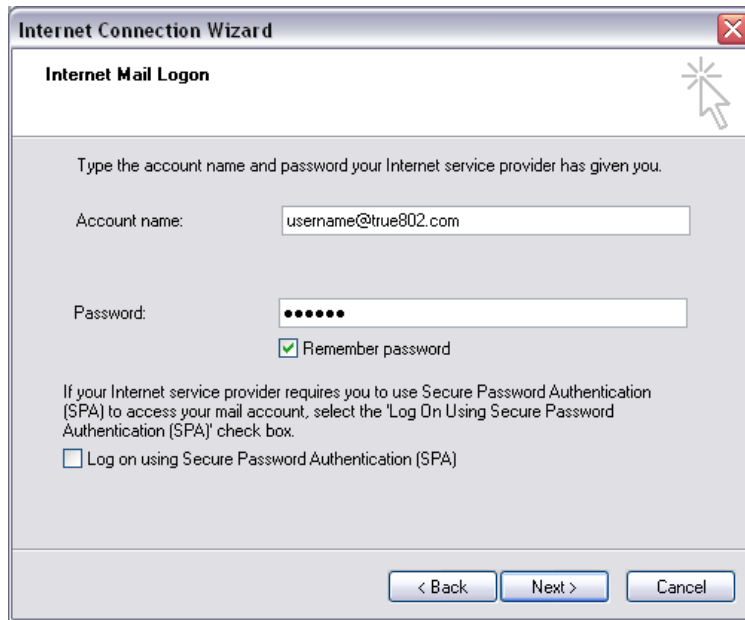 Internet Connection Wizard
Internet Mail Logon
Type the account name and password your Internet service provider has given you.
Account name: username@true802.com
Password: ●●●●●●
Remember password
If your Internet service provider requires you to use Secure Password Authentication
(SPA) to access your mail account, select the 'Log On Using Secure Password
Authentication (SPA)' check box.
Log on using Secure Password Authentication (SPA)
< Back Next > Cancel